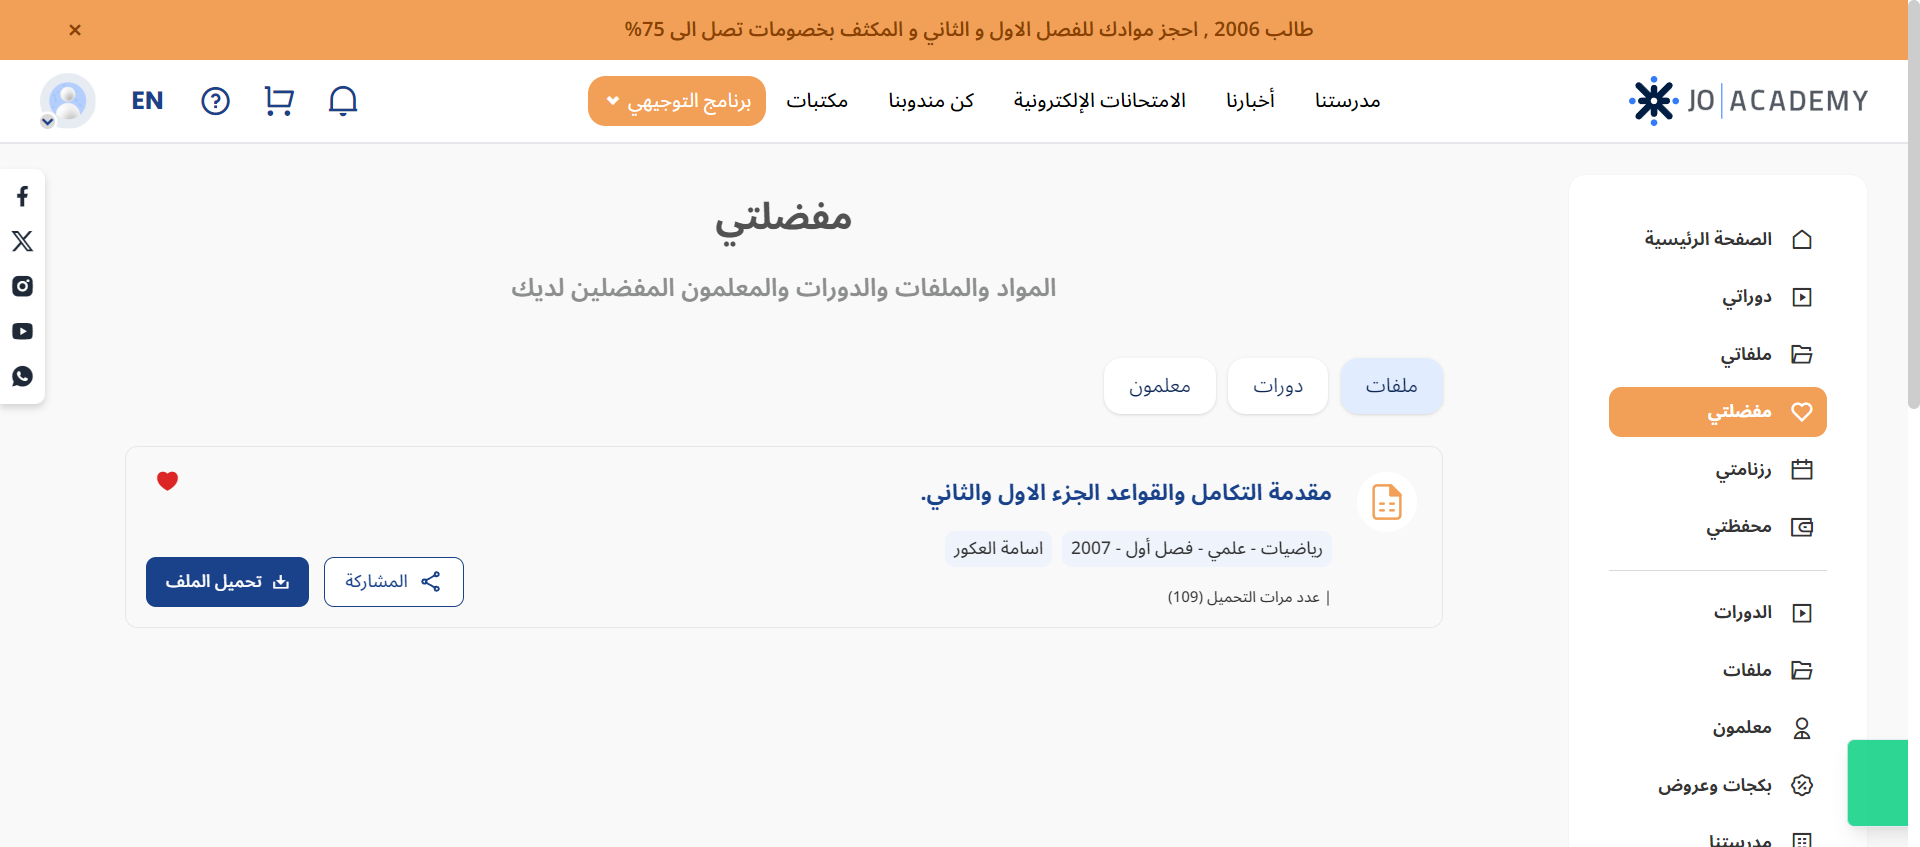 طالب 2006 , احجز موادك للفصل الاول و الثاني و المكثف بخصومات تصل الى 75%
JO ACADEMY
مدرستنا
أخبارنا
الامتحانات الإلكترونية
كن مندوبنا
مكتبات
برنامج التوجيهي
EN
الصفحة الرئيسية
دوراتي
ملفاتي
مفضلتي
رزنامتي
محفظتي
الدورات
ملفات
معلمون
بكجات وعروض
مدرستنا
مفضلتي
المواد والملفات والدورات والمعلمون المفضلين لديك
ملفات
دورات
معلمون
مقدمة التكامل والقواعد الجزء الاول والثاني.
رياضيات - علمي - فصل أول - 2007
اسامة العكور
| عدد مرات التحميل (109)
المشاركة
تحميل الملف